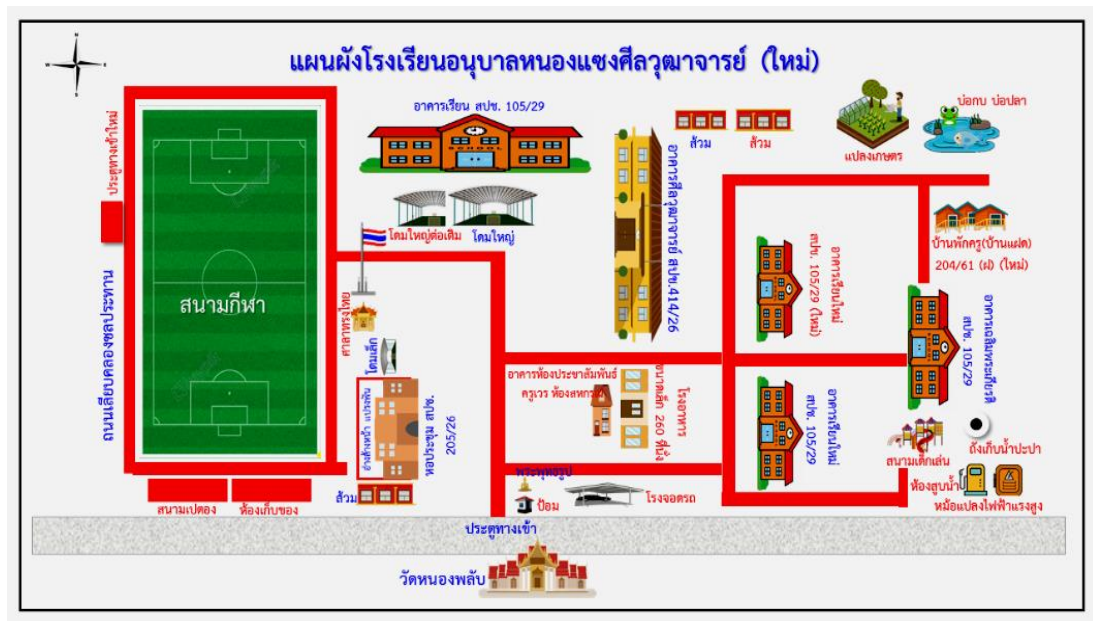 แผนผังโรงเรียนอนุบาลหนองแซงศีลวุฒาจารย์ (ใหม่)
N
W
E
S
ประตูทางเข้าใหม่
ถนนเลียบคลองชลประทาน
สนามกีฬา
อาคารเรียน สปช. 105/29
SCHOOL
โดมใหญ่ต่อเติม
โดมใหญ่
ศาลาทรงไทย
โดมเล็ก
อ่างล้างหน้า แปรงฟัน
หอประชุม สปช.
205/26
ส้วม
สนามเปตอง
ห้องเก็บของ
อาคารศีลวุฒาจารย์ สปช.414/26
ส้วม
ส้วม
แปลงเกษตร
บ่อกบ บ่อปลา
บ้านพักครู(บ้านแฝด)
204/61 (ฝ) (ใหม่)
อาคารเรียนใหม่
สปช. 105/29 (ใหม่)
อาคารเฉลิมพระเกียรติ
สปช. 105/29
อาคารห้องประชาสัมพันธ์
ครูเวร ห้องสหกรณ์
โรงอาหาร
ขนาดเล็ก 260 ที่นั่ง
อาคารเรียนใหม่
สปช. 105/29
สนามเด็กเล่น
ถังเก็บน้ำปะปา
ห้องสูบน้ำ
หม้อแปลงไฟฟ้าแรงสูง
พระพุทธรูป
ป้อม
โรงจอดรถ
ประตูทางเข้า
วัดหนองพลับ